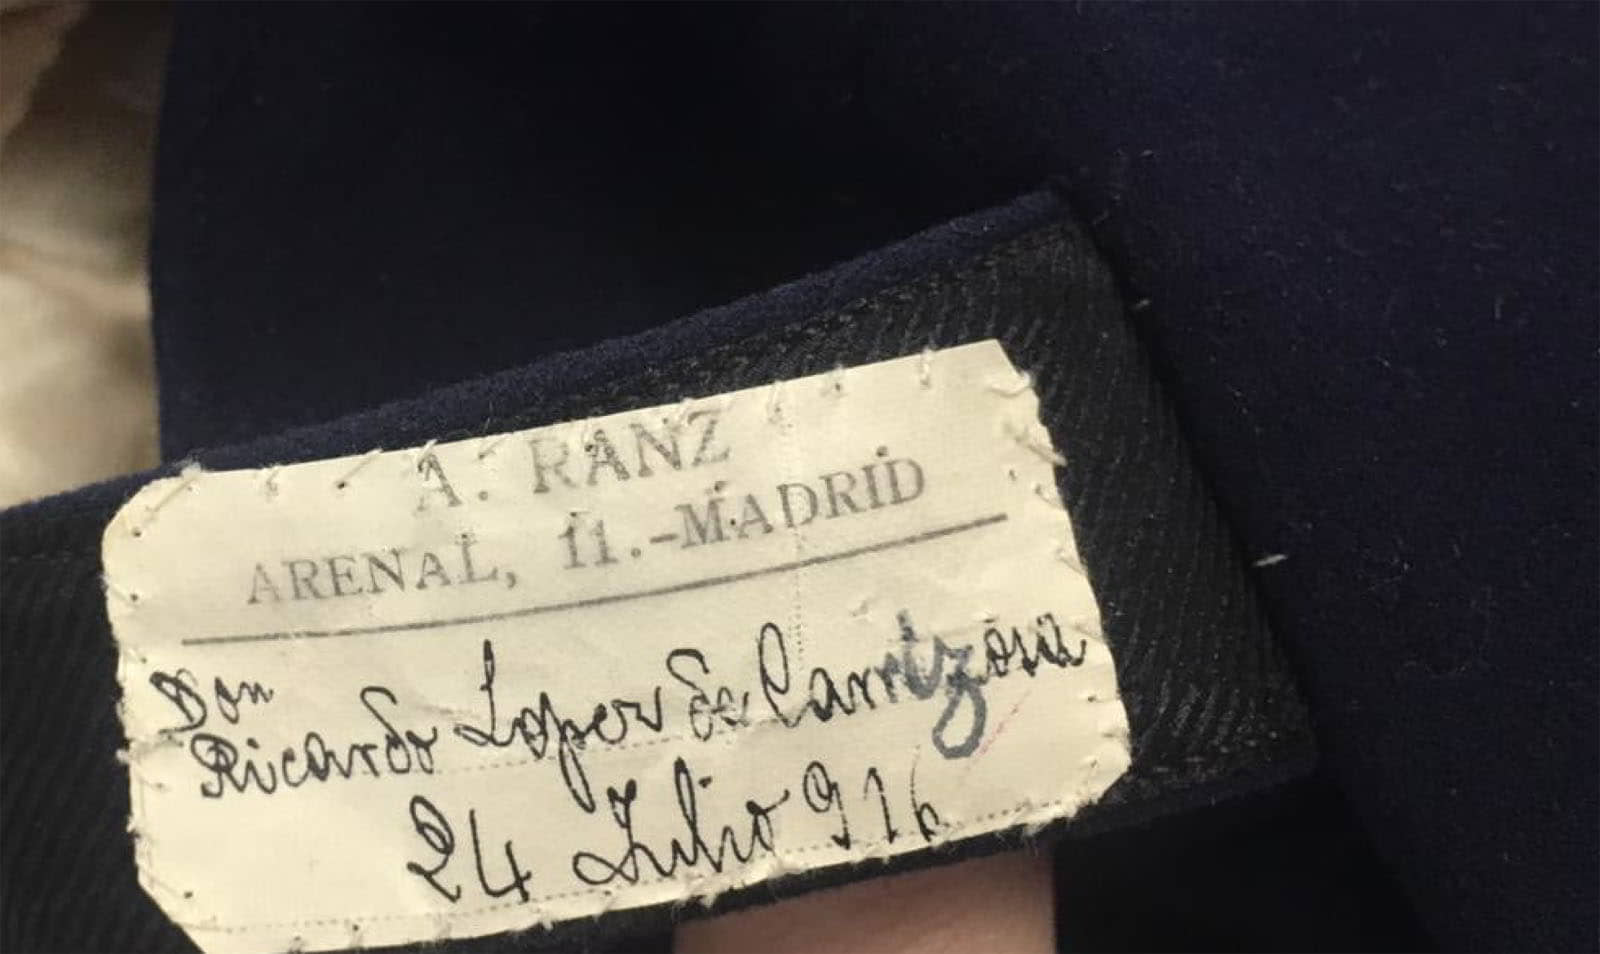 A. RANZ
ARENAL, 11.-MADRID
Don
Ricardo Lopez de Carrizosa
24 Julio 916